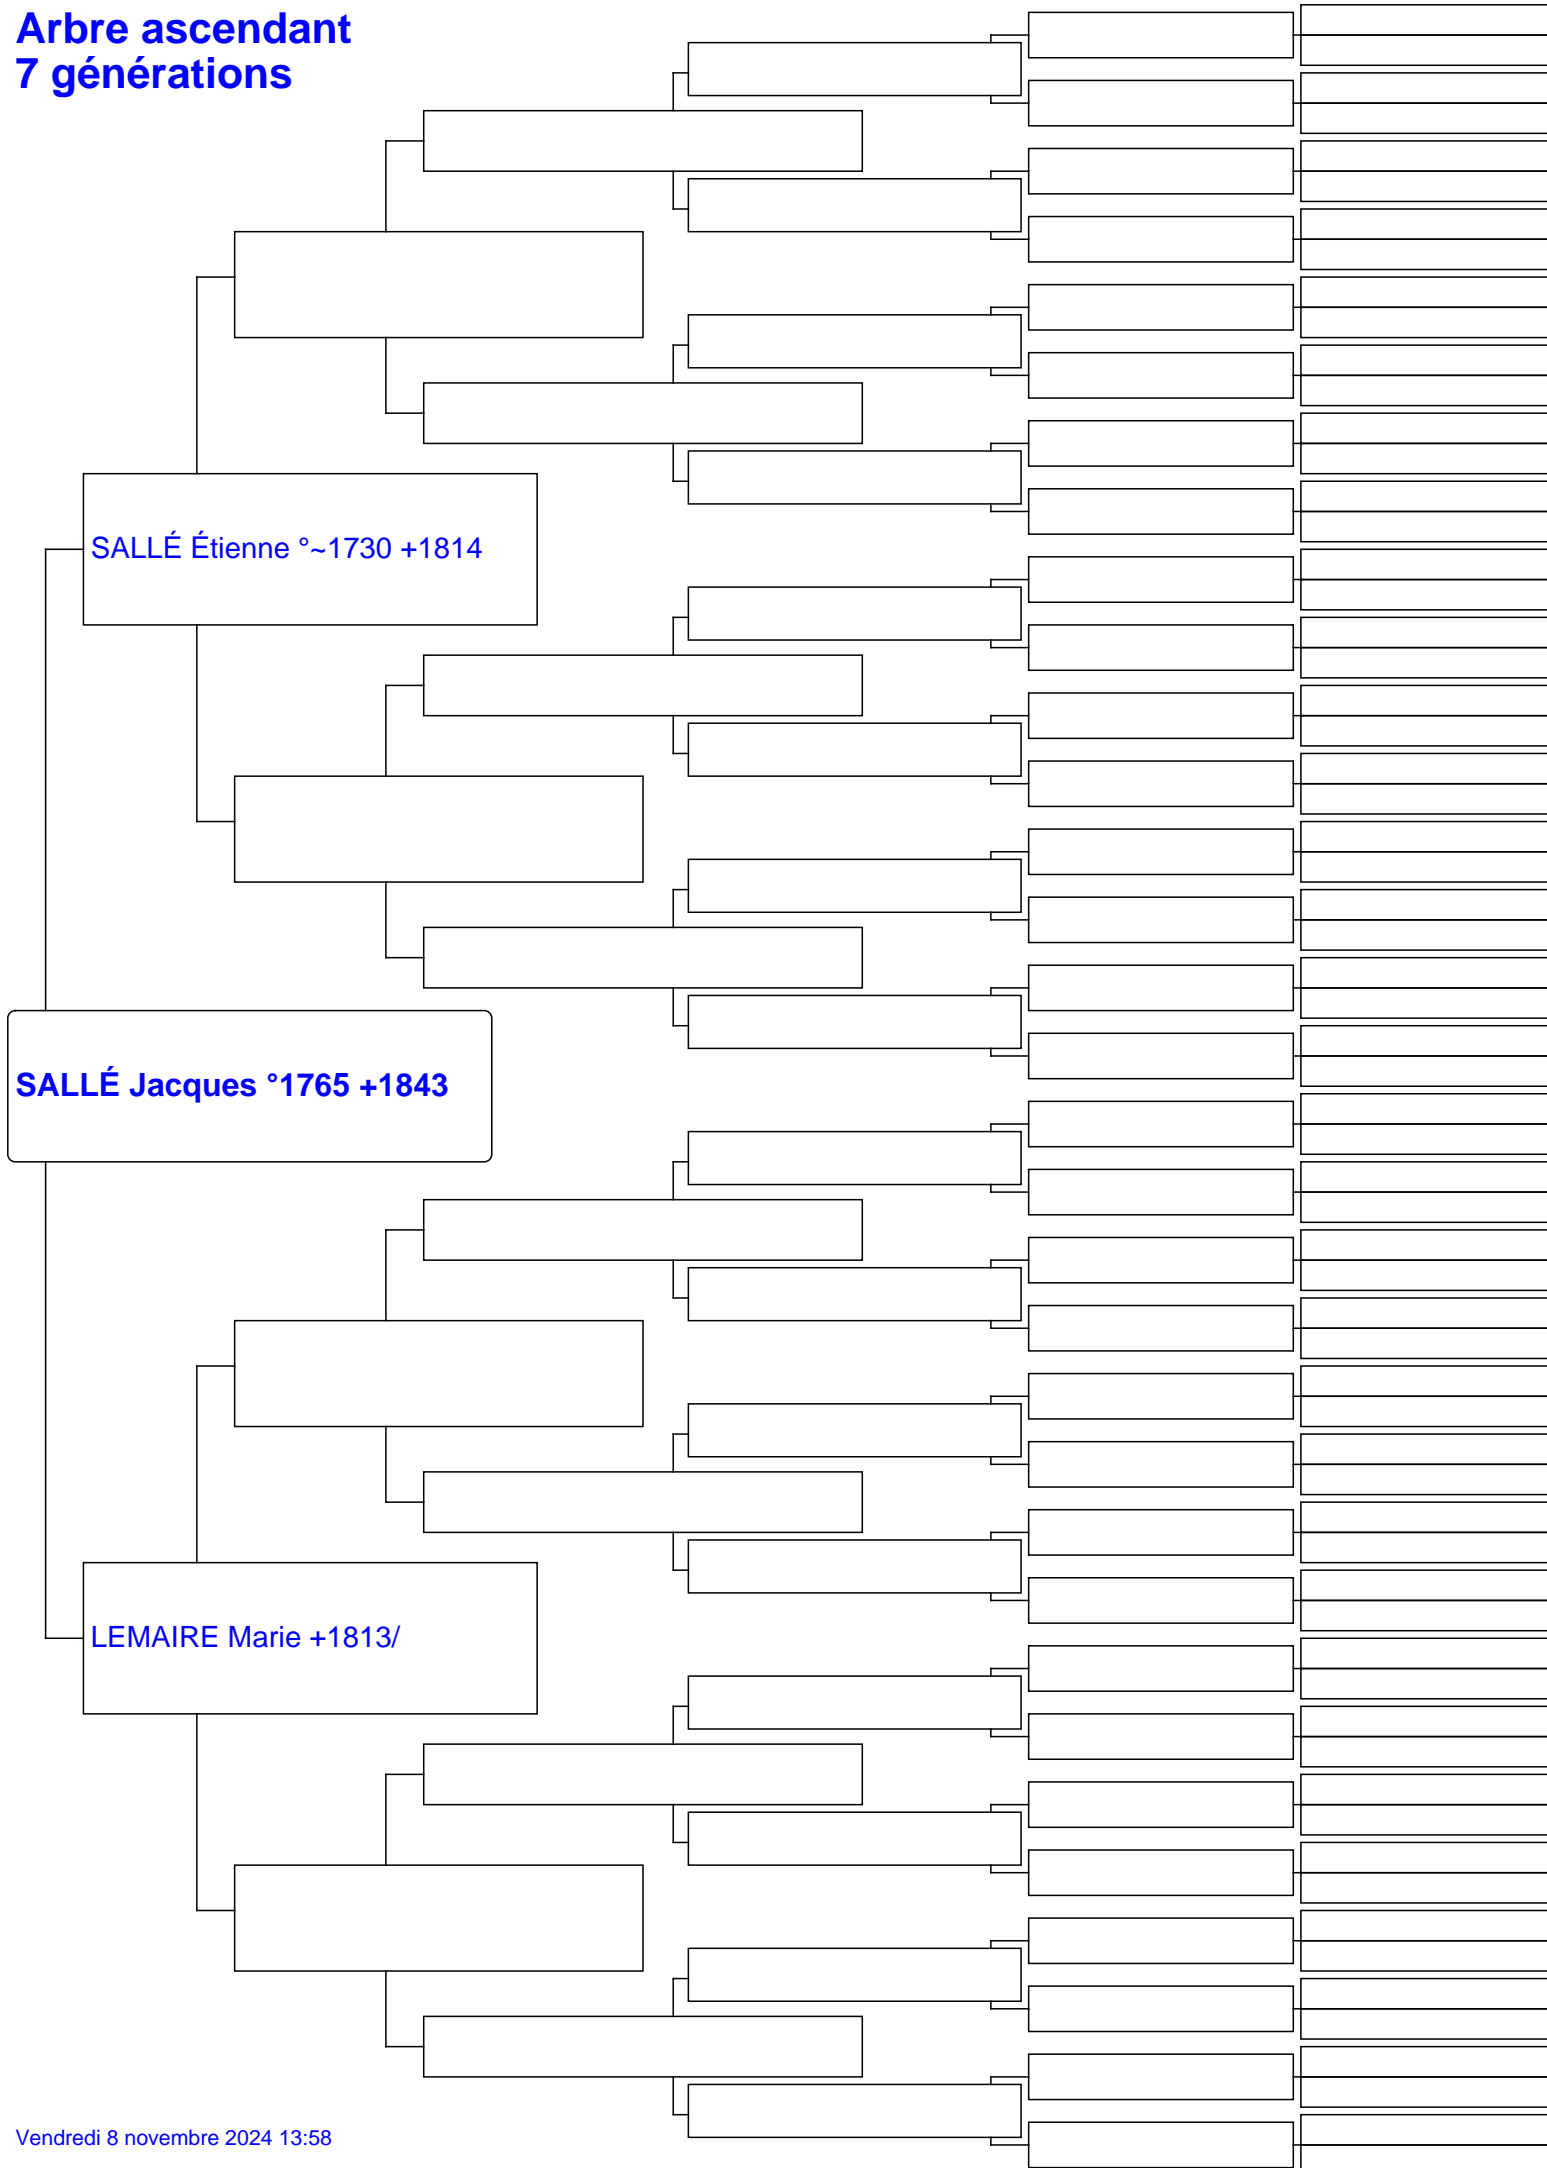 Arbre ascendant
7 générations
SALLÉ Étienne °~1730 +1814
SALLÉ Jacques °1765 +1843
LEMAIRE Marie +1813/
Vendredi 8 novembre 2024 13:58